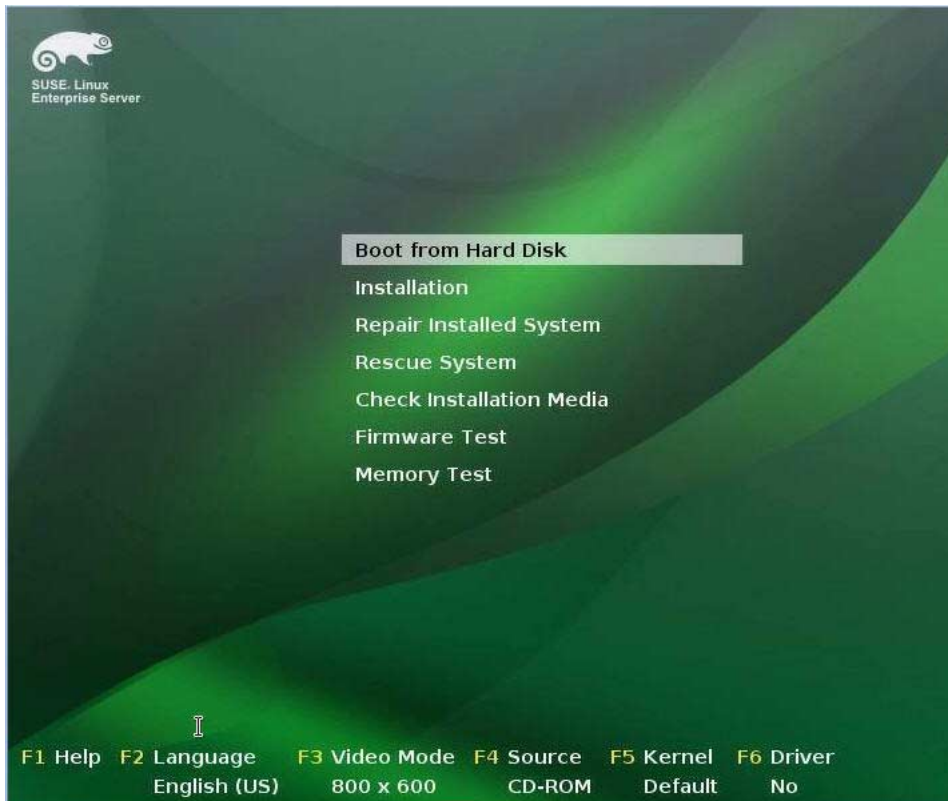 SUSE. Linux
Enterprise Server
Boot from Hard Disk
Installation
Repair Installed System
Rescue System
Check Installation Media
Firmware Test
Memory Test
F1 Help F2 Language F3 Video Mode F4 Source F5 Kernel F6 Driver
English (US) 800 x 600 CD-ROM Default No